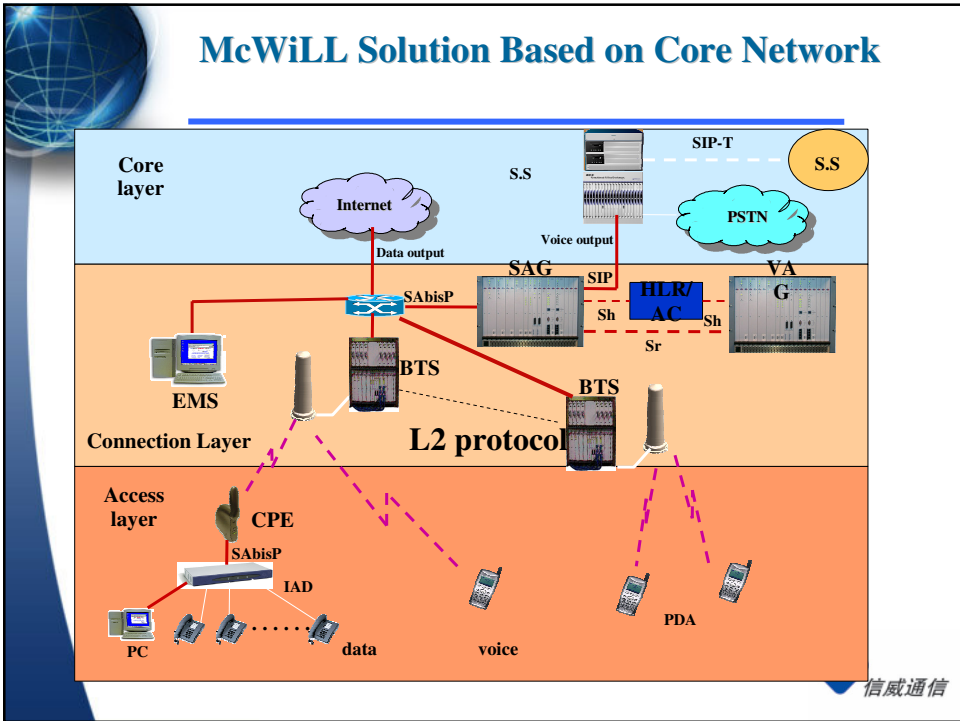 McWiLL Solution Based on Core Network
Core
layer
S.S
SIP-T
S.S
Internet
PSTN
Voice output
Data output
SAG
SIP
VA
G
HLR/
AC
SAbisP
Sh
Sh
Sr
BTS
BTS
EMS
Connection Layer
L2 protocol
Access
layer
CPE
SAbisP
IAD
PDA
PC
data
voice
信威通信